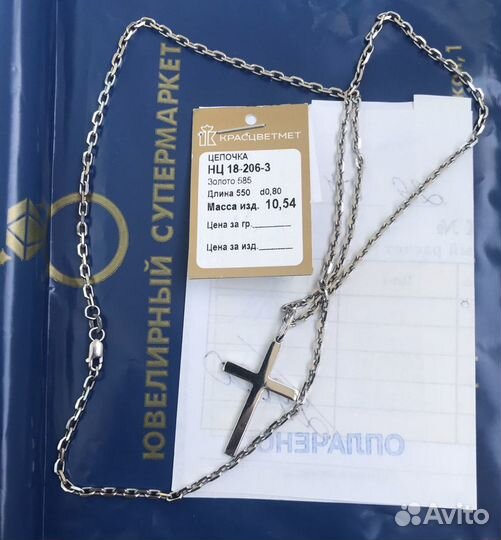 ЮВЕЛИРНЫЙ СУПЕРМАРКЕТ
КРАСЦВЕТМЕТ
ЦЕПОЧКА
НЦ 18-206-3
Золото 585
Длина 550 d0,80
Масса изд. 10,54
Цена за гр.
Цена за изд.
ОПЛАЧЕНО
Avito